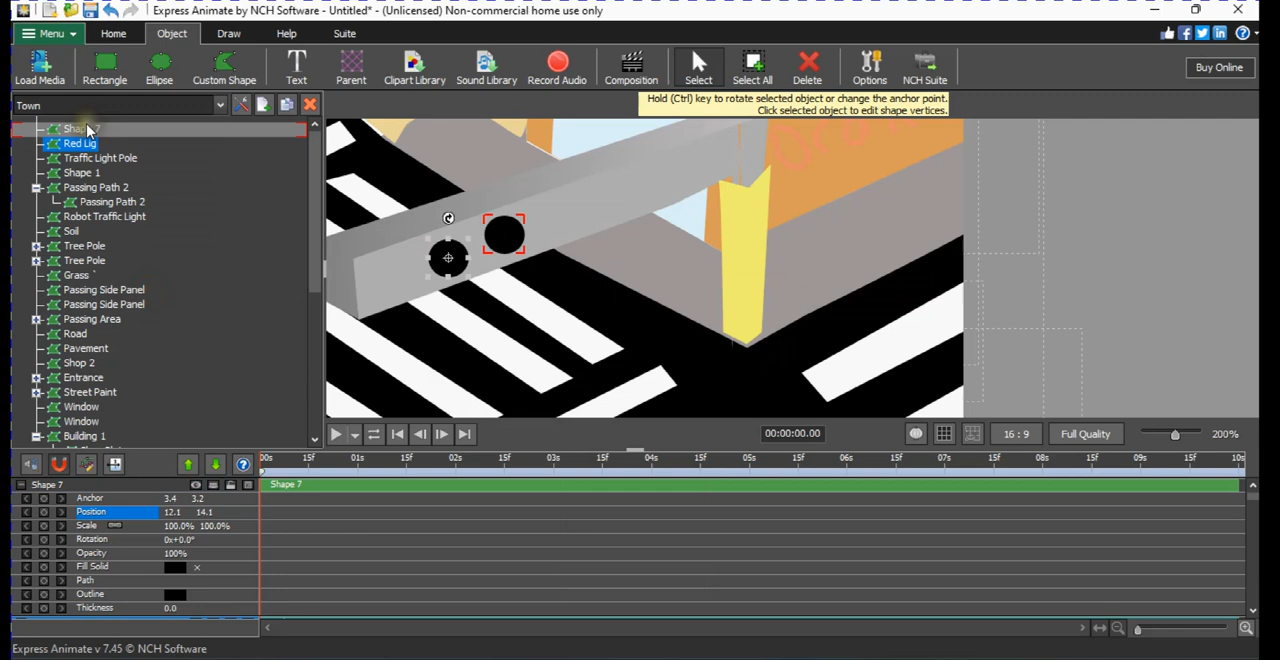 Express Animate by NCH Software - Untitled* - (Unlicensed) Non-commercial home use only
Menu Home Object Draw Help Suite
Load Media Rectangle Ellipse Custom Shape Text Parent Clipart Library Sound Library Record Audio Composition Select Select All Delete Options NCH Suite Buy Online
Town
Hold (Ctrl) key to rotate selected object or change the anchor point.
Click selected object to edit shape vertices.
Red Lig
Traffic Light Pole
Shape 1
Passing Path 2
Passing Path 2
Robot Traffic Light
Soil
Tree Pole
Tree Pole
Grass `
Passing Side Panel
Passing Side Panel
Passing Area
Road
Pavement
Shop 2
Entrance
Street Paint
Window
Window
Building 1
00:00:00.00 16 : 9 Full Quality 200%
00s 15f 01s 15f 02s 15f 03s 15f 04s 15f 05s 15f 06s 15f 07s 15f 08s 15f 09s 15f 10s
Shape 7 Shape 7
Anchor 3.4 3.2
Position 12.1 14.1
Scale 100.0% 100.0%
Rotation 0x+0.0°
Opacity 100%
Fill Solid ×
Path
Outline
Thickness 0.0
Express Animate v 7.45 © NCH Software